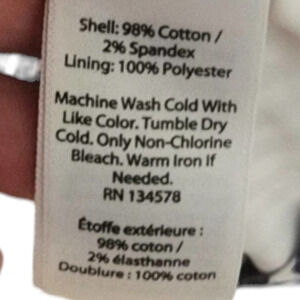 Shell: 98% Cotton /
2% Spandex
Lining: 100% Polyester
Machine Wash Cold With
Like Color. Tumble Dry
Cold. Only Non-Chlorine
Bleach. Warm Iron If
Needed.
RN 134578
Étoffe extérieure :
98% coton /
2% élasthanne
Doublure : 100% coton